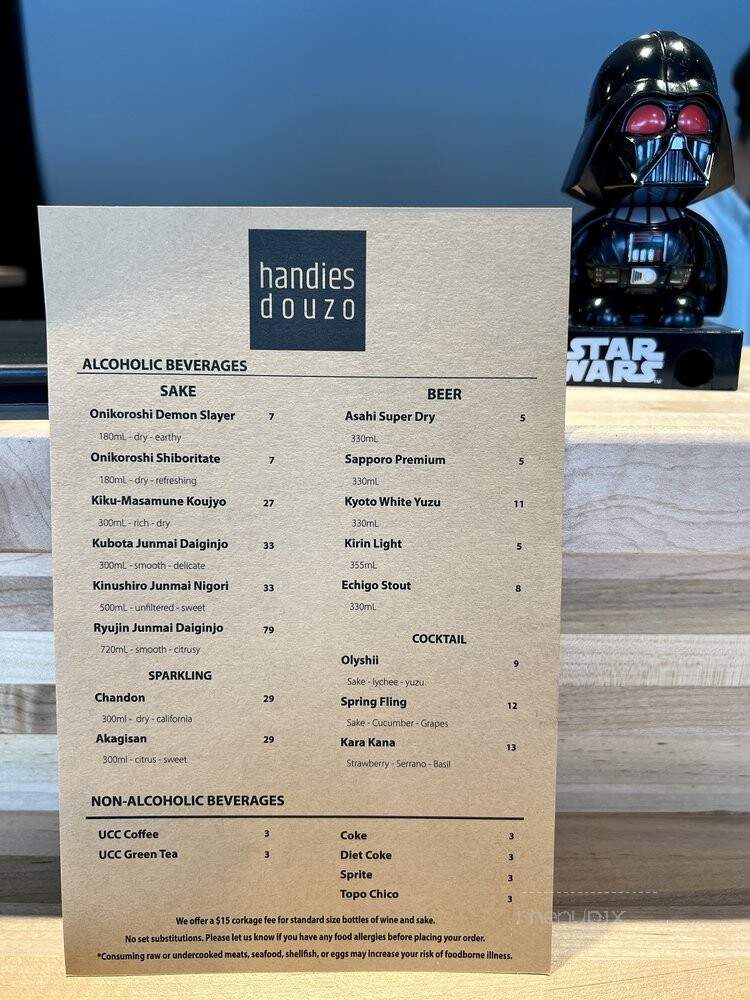 handies
douzo
ALCOHOLIC BEVERAGES
SAKE
Onikoroshi Demon Slayer 7
180mL - dry - earthy
Onikoroshi Shiboritate 7
180mL - dry - refreshing
Kiku-Masamune Koujyo 27
300mL - rich - dry
Kubota Junmai Daiginjo 33
300mL - smooth - delicate
Kinushiro Junmai Nigori 33
500mL - unfiltered - sweet
Ryujin Junmai Daiginjo 79
720mL - smooth - citrusy
SPARKLING
Chandon 29
300ml - dry - california
Akagisan 29
300ml - citrus - sweet
BEER
Asahi Super Dry 5
330mL
Sapporo Premium 5
330mL
Kyoto White Yuzu 11
330mL
Kirin Light 5
355mL
Echigo Stout 8
330mL
COCKTAIL
Olyshii 9
Sake - lychee - yuzu
Spring Fling 12
Sake - Cucumber - Grapes
Kara Kana 13
Strawberry - Serrano - Basil
NON-ALCOHOLIC BEVERAGES
UCC Coffee 3
UCC Green Tea 3
Coke 3
Diet Coke 3
Sprite 3
Topo Chico 3
We offer a $15 corkage fee for standard size bottles of wine and sake.
No set substitutions. Please let us know if you have any food allergies before placing your order.
*Consuming raw or undercooked meats, seafood, shellfish, or eggs may increase your risk of foodborne illness.
STAR
WARS
menupix